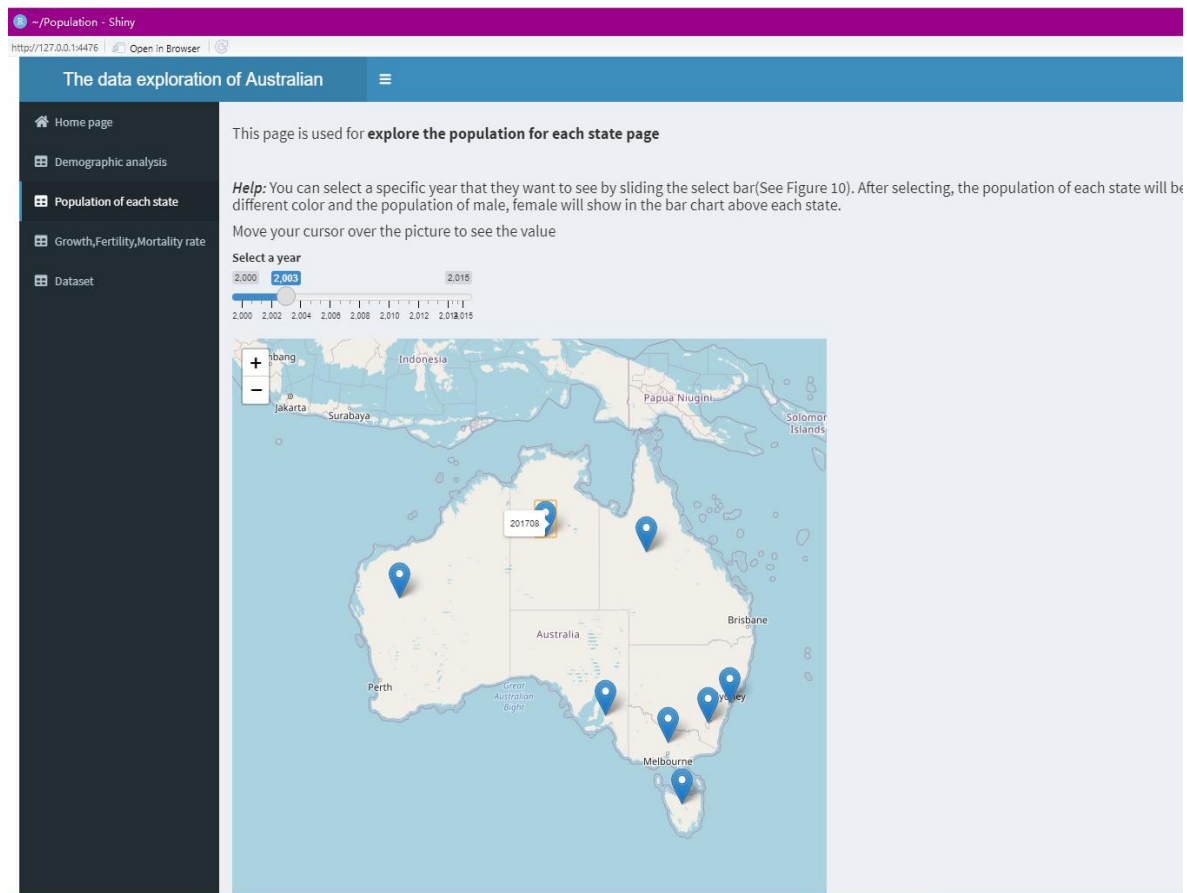 ~/Population - Shiny
http://127.0.0.1:4476 Open in Browser
The data exploration of Australian
Home page
Demographic analysis
Population of each state
Growth,Fertility,Mortality rate
Dataset
This page is used for explore the population for each state page
Help: You can select a specific year that they want to see by sliding the select bar(See Figure 10). After selecting, the population of each state will be
different color and the population of male, female will show in the bar chart above each state.
Move your cursor over the picture to see the value
Select a year
2,000 2,003 2,015
2,000 2,002 2,004 2,006 2,008 2,010 2,012 2,015
+
−
Indonesia
Jakarta
Surabaya
Papua Niugini
Solomon
Islands
201708
Brisbane
Australia
Perth
Great
Australian
Bight
Melbourne